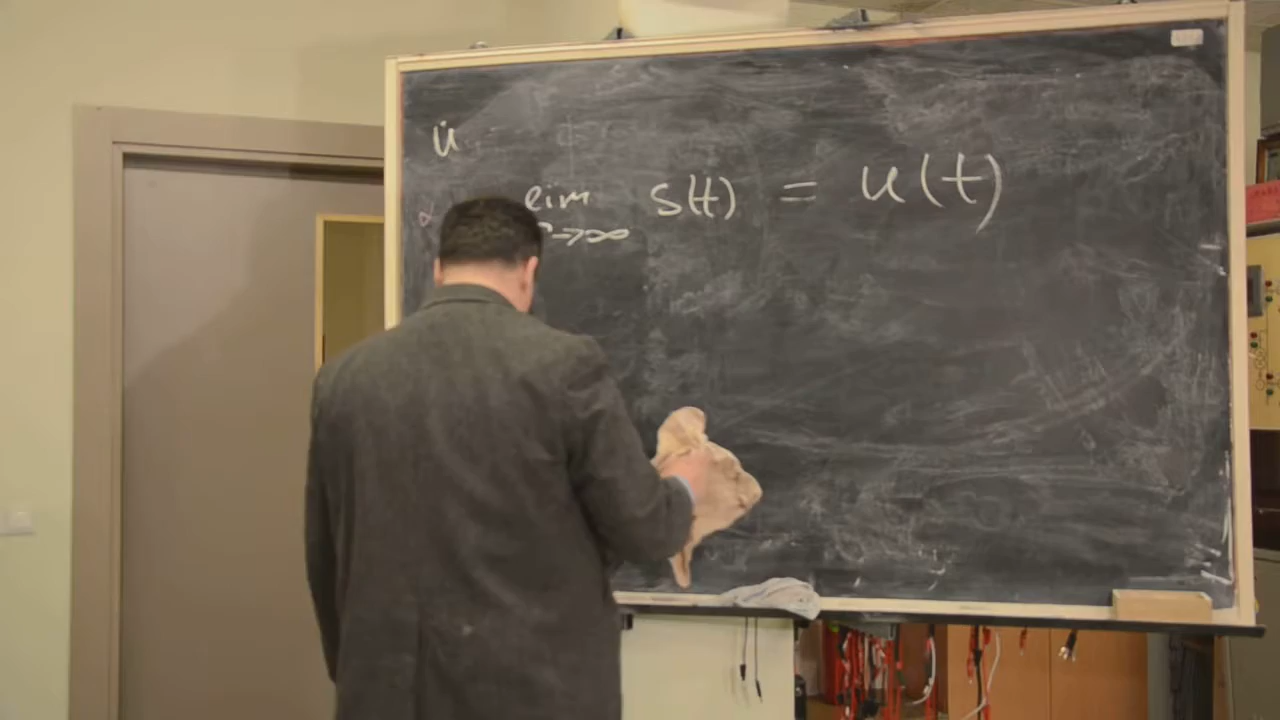 u̇
lim s(t) = u(t)
→∞